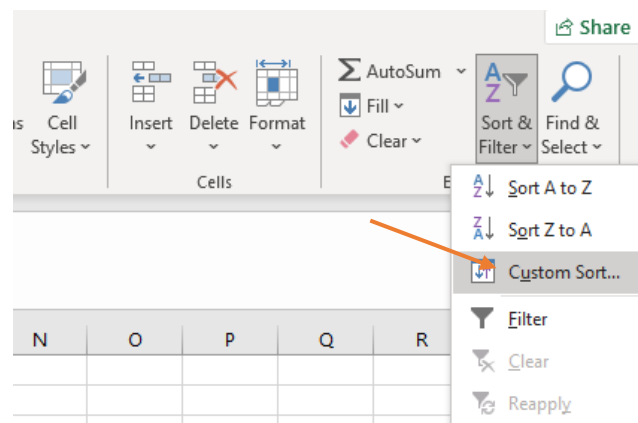 Share
AutoSum
Fill
Clear
Cell
Styles
Insert
Delete
Format
Sort &
Filter
Find &
Select
Cells
Sort A to Z
Sort Z to A
Custom Sort...
Filter
Clear
Reapply
N O P Q R